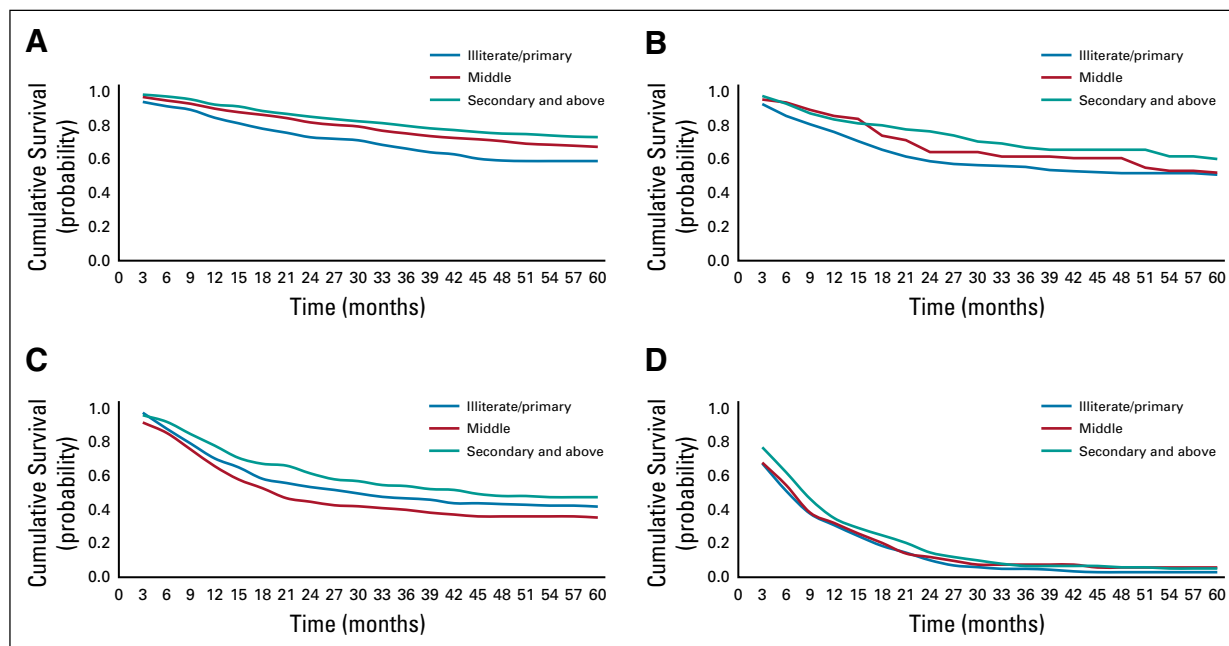 A
Illiterate/primary
Middle
Secondary and above
Cumulative Survival
(probability)
1.0
0.8
0.6
0.4
0.2
0.0
0 3 6 9 12 15 18 21 24 27 30 33 36 39 42 45 48 51 54 57 60
Time (months)
B
Illiterate/primary
Middle
Secondary and above
Cumulative Survival
(probability)
1.0
0.8
0.6
0.4
0.2
0.0
0 3 6 9 12 15 18 21 24 27 30 33 36 39 42 45 48 51 54 57 60
Time (months)
C
Illiterate/primary
Middle
Secondary and above
Cumulative Survival
(probability)
1.0
0.8
0.6
0.4
0.2
0.0
0 3 6 9 12 15 18 21 24 27 30 33 36 39 42 45 48 51 54 57 60
Time (months)
D
Illiterate/primary
Middle
Secondary and above
Cumulative Survival
(probability)
1.0
0.8
0.6
0.4
0.2
0.0
0 3 6 9 12 15 18 21 24 27 30 33 36 39 42 45 48 51 54 57 60
Time (months)